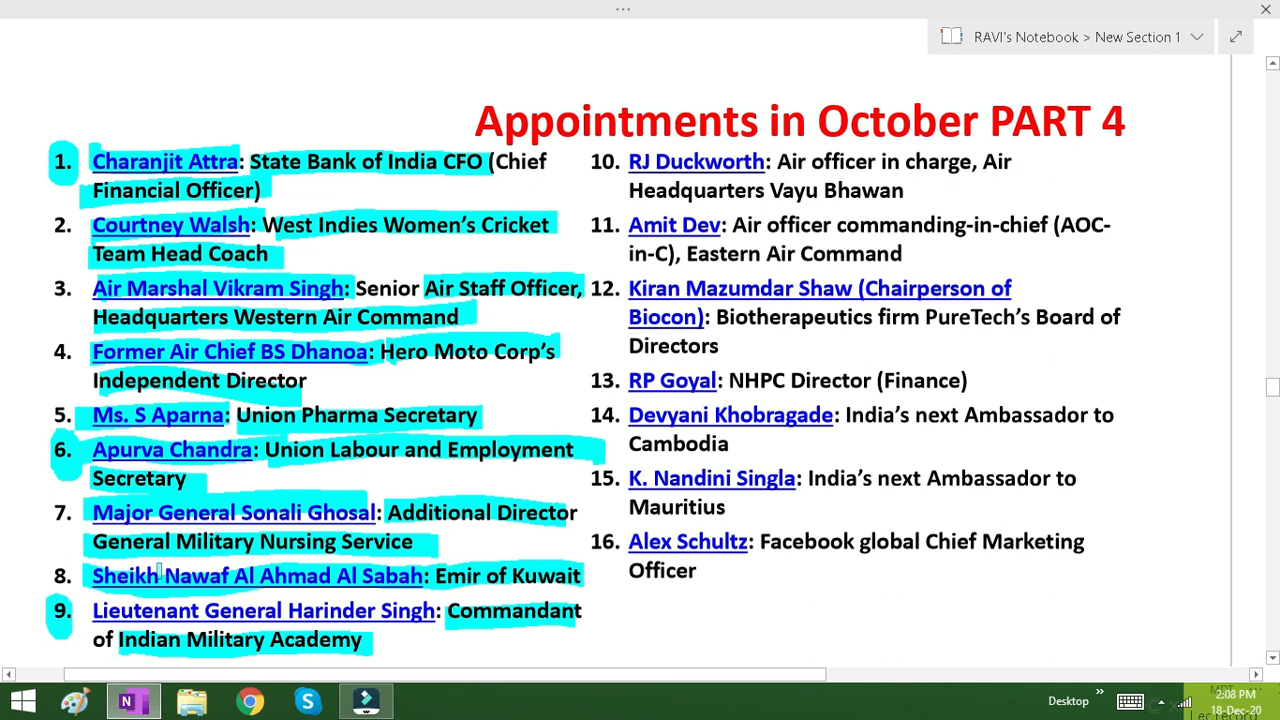 RAVI's Notebook > New Section 1
Appointments in October PART 4
1. Charanjit Attra: State Bank of India CFO (Chief
Financial Officer)
2. Courtney Walsh: West Indies Women's Cricket
Team Head Coach
3. Air Marshal Vikram Singh: Senior Air Staff Officer,
Headquarters Western Air Command
4. Former Air Chief BS Dhanoa: Hero Moto Corp's
Independent Director
5. Ms. S Aparna: Union Pharma Secretary
6. Apurva Chandra: Union Labour and Employment
Secretary
7. Major General Sonali Ghosal: Additional Director
General Military Nursing Service
8. Sheikh Nawaf Al Ahmad Al Sabah: Emir of Kuwait
9. Lieutenant General Harinder Singh: Commandant
of Indian Military Academy
10. RJ Duckworth: Air officer in charge, Air
Headquarters Vayu Bhawan
11. Amit Dev: Air officer commanding-in-chief (AOC-
in-C), Eastern Air Command
12. Kiran Mazumdar Shaw (Chairperson of
Biocon): Biotherapeutics firm PureTech's Board of
Directors
13. RP Goyal: NHPC Director (Finance)
14. Devyani Khobragade: India's next Ambassador to
Cambodia
15. K. Nandini Singla: India's next Ambassador to
Mauritius
16. Alex Schultz: Facebook global Chief Marketing
Officer
Desktop
2:08 PM
18-Dec-20